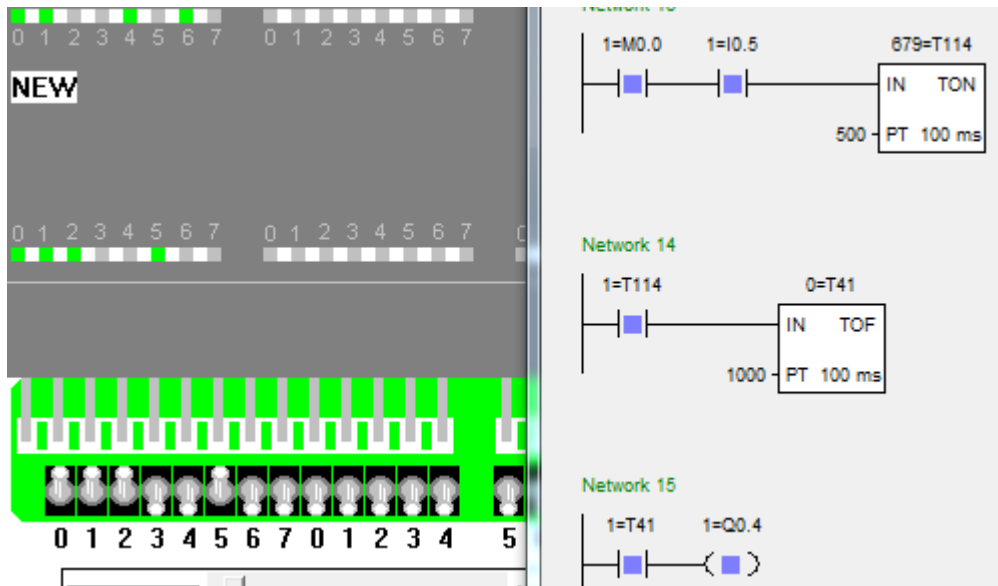 0 1 2 3 4 5 6 7 0 1 2 3 4 5 6 7
NEW
0 1 2 3 4 5 6 7 0 1 2 3 4 5 6 7
0 1 2 3 4 5 6 7 0 1 2 3 4 5
1=M0.0 1=I0.5 679=T114
IN TON
500 PT 100 ms
Network 14
1=T114 0=T41
IN TOF
1000 PT 100 ms
Network 15
1=T41 1=Q0.4